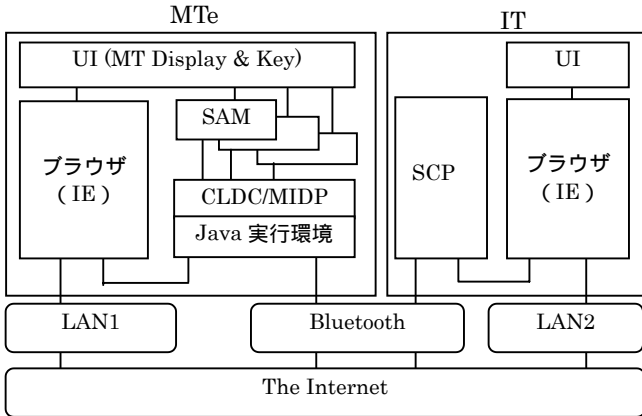 MTe
IT
UI (MT Display & Key)
UI
SAM
ブラウザ
( IE )
SCP
ブラウザ
( IE )
CLDC/MIDP
Java 実行環境
LAN1
Bluetooth
LAN2
The Internet